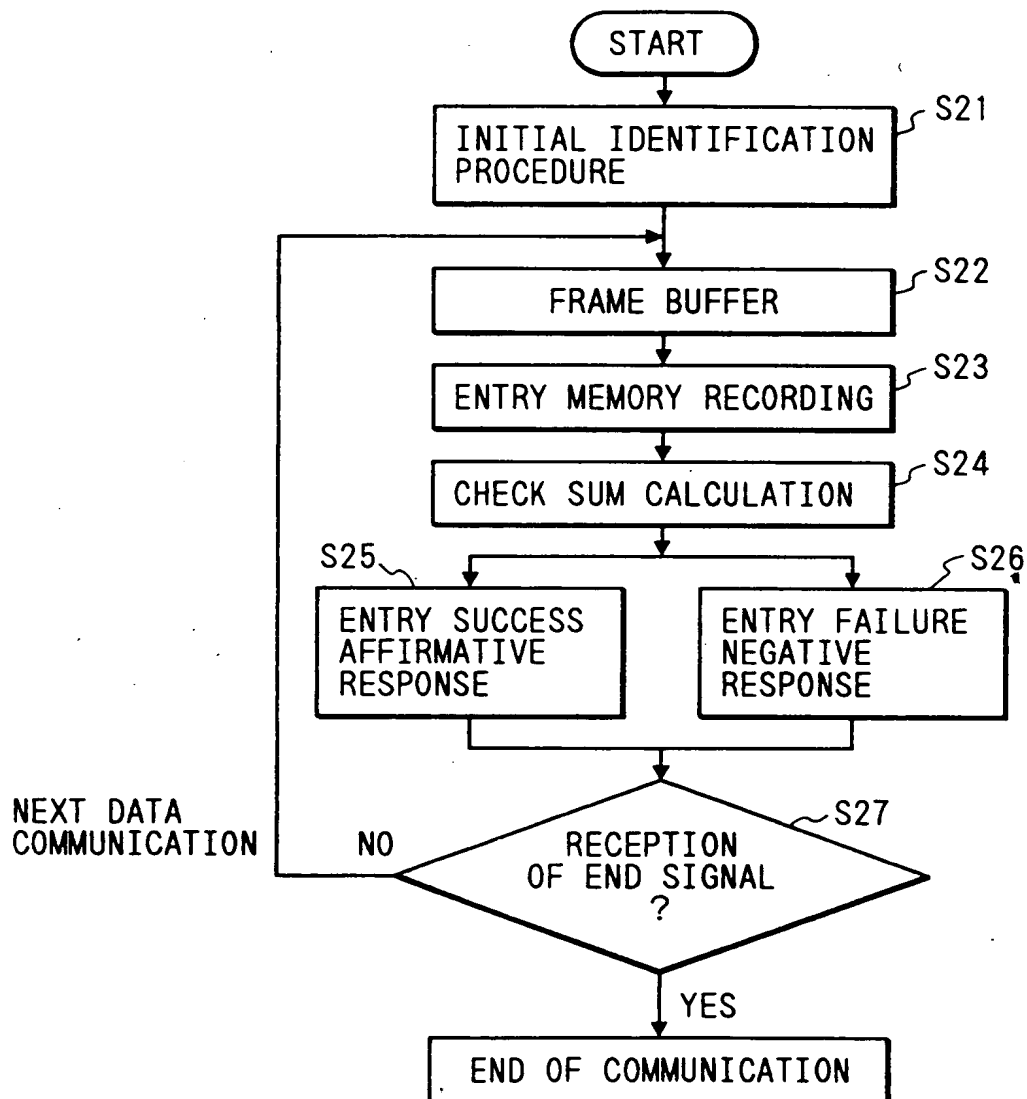 START
S21
INITIAL IDENTIFICATION
PROCEDURE
S22
FRAME BUFFER
S23
ENTRY MEMORY RECORDING
S24
CHECK SUM CALCULATION
S25
ENTRY SUCCESS
AFFIRMATIVE
RESPONSE
S26
ENTRY FAILURE
NEGATIVE
RESPONSE
S27
RECEPTION
OF END SIGNAL
?
NO
NEXT DATA
COMMUNICATION
YES
END OF COMMUNICATION